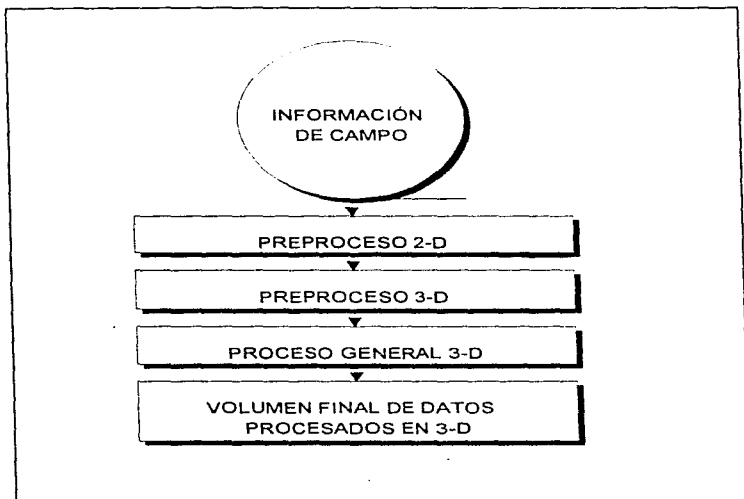 INFORMACIÓN
DE CAMPO
PREPROCESO 2-D
PREPROCESO 3-D
PROCESO GENERAL 3-D
VOLUMEN FINAL DE DATOS
PROCESADOS EN 3-D